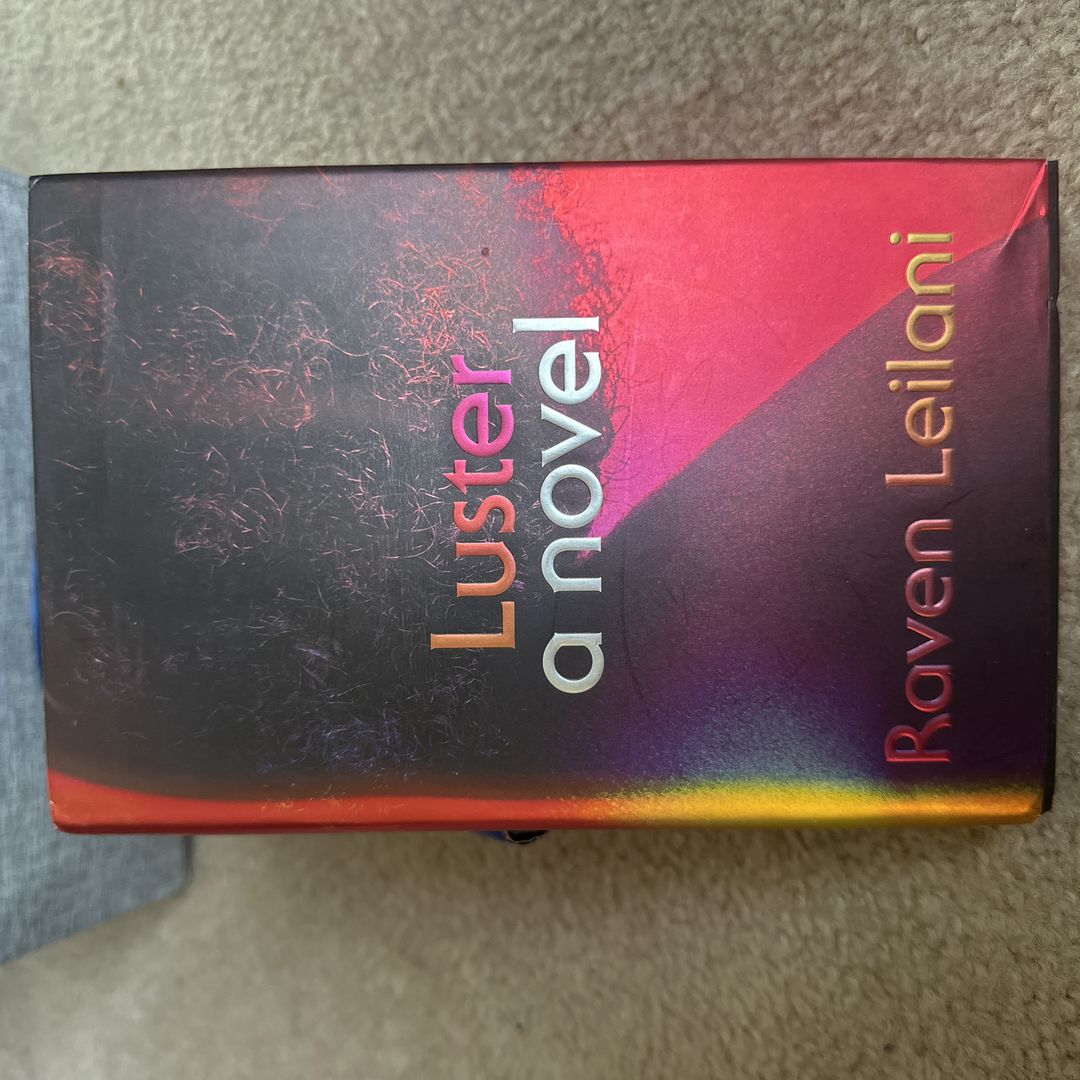 Luster
a novel
Raven Leilani